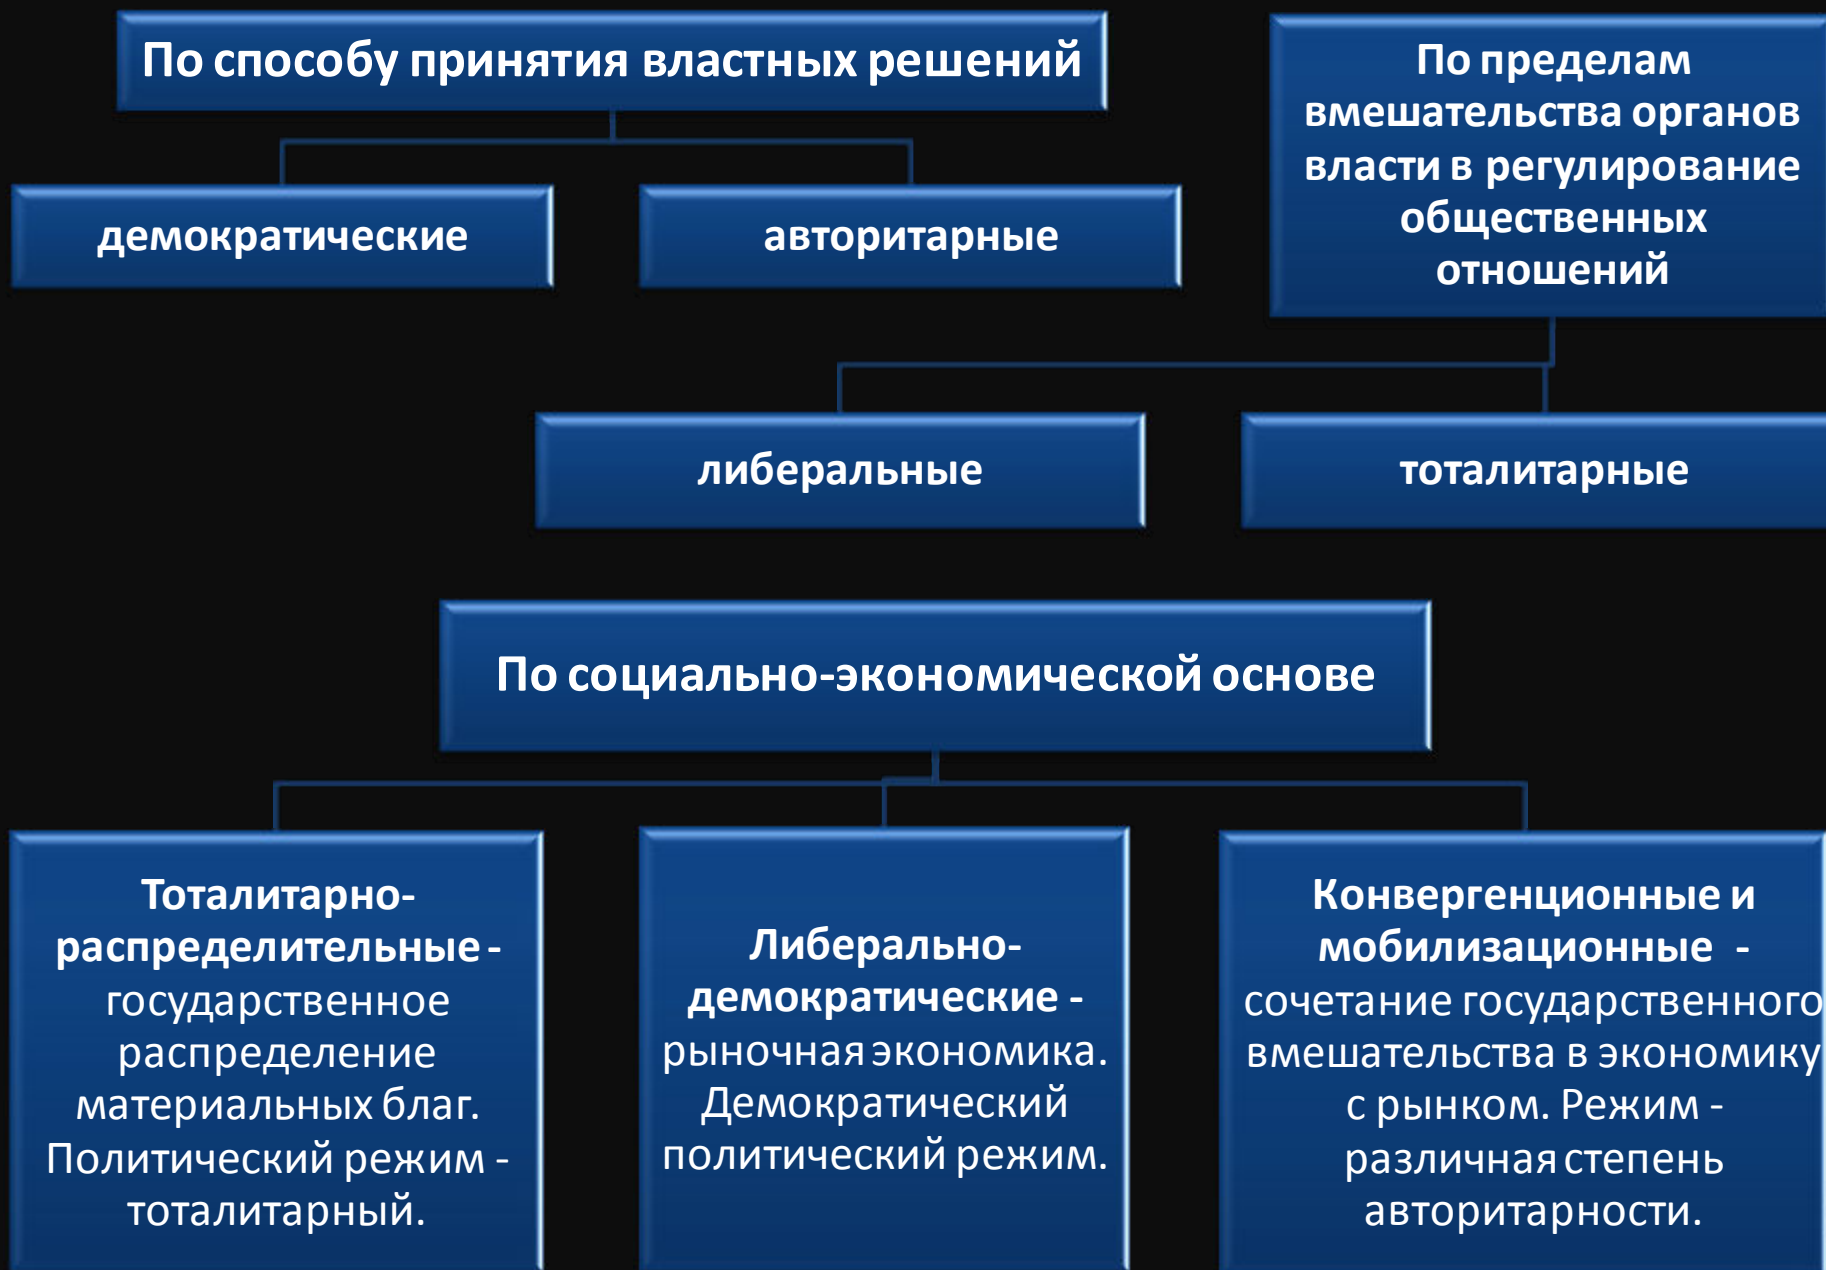 По способу принятия властных решений
демократические
авторитарные
По пределам
вмешательства органов
власти в регулирование
общественных
отношений
либеральные
тоталитарные
По социально-экономической основе
Тоталитарно-
распределительные -
государственное
распределение
материальных благ.
Политический режим -
тоталитарный.
Либерально-
демократические -
рыночная экономика.
Демократический
политический режим.
Конвергенционные и
мобилизационные -
сочетание государственного
вмешательства в экономику
с рынком. Режим -
различная степень
авторитарности.